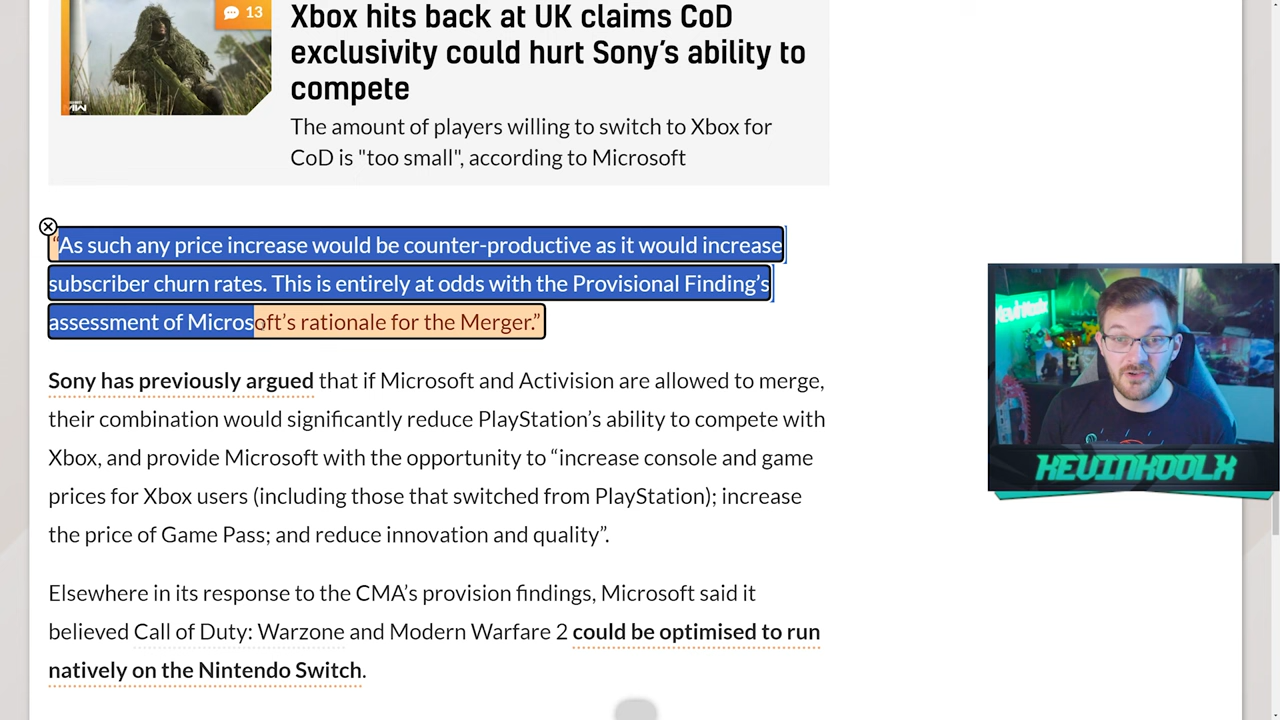 13
Xbox hits back at UK claims CoD
exclusivity could hurt Sony’s ability to
compete
The amount of players willing to switch to Xbox for
CoD is "too small", according to Microsoft
“As such any price increase would be counter-productive as it would increase
subscriber churn rates. This is entirely at odds with the Provisional Finding’s
assessment of Microsoft’s rationale for the Merger.”
Sony has previously argued that if Microsoft and Activision are allowed to merge,
their combination would significantly reduce PlayStation’s ability to compete with
Xbox, and provide Microsoft with the opportunity to “increase console and game
prices for Xbox users (including those that switched from PlayStation); increase
the price of Game Pass; and reduce innovation and quality”.
Elsewhere in its response to the CMA’s provision findings, Microsoft said it
believed Call of Duty: Warzone and Modern Warfare 2 could be optimised to run
natively on the Nintendo Switch.
KEVINKOOLX